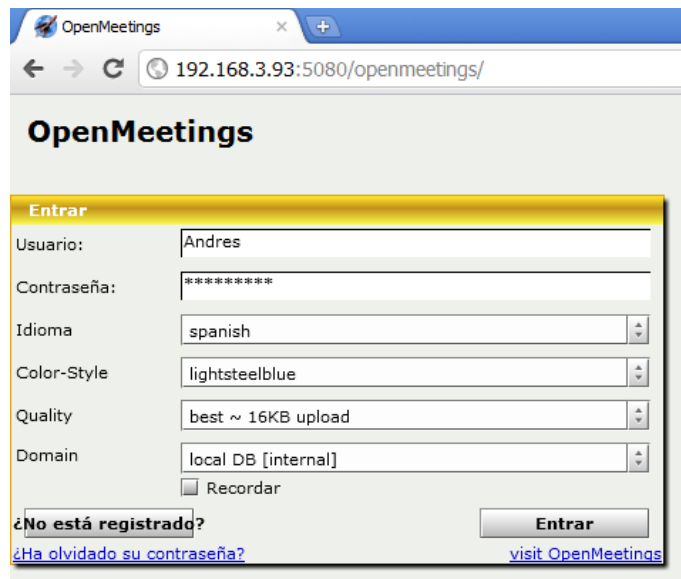 OpenMeetings
192.168.3.93:5080/openmeetings/
OpenMeetings
Entrar
Usuario: Andres
Contraseña: *********
Idioma spanish
Color-Style lightsteelblue
Quality best ~ 16KB upload
Domain local DB [internal]
Recordar
¿No está registrado? Entrar
¿Ha olvidado su contraseña? visit OpenMeetings